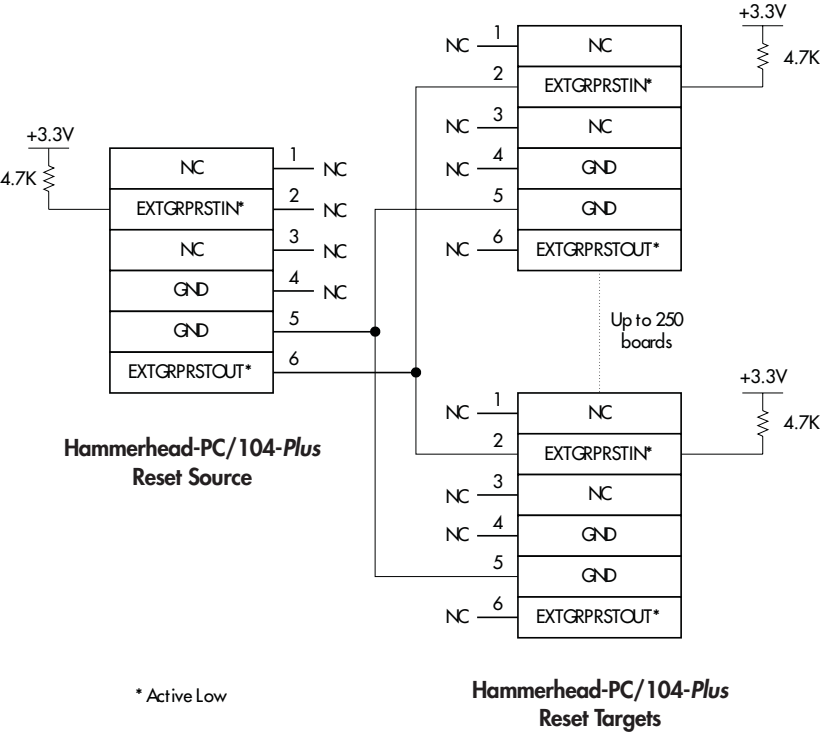 +3.3V
4.7K
NC 1 NC
EXTGRPRSTIN* 2 NC
NC 3 NC
GND 4 NC
GND 5
EXTGRPRSTOUT* 6
Hammerhead-PC/104-Plus
Reset Source
+3.3V
4.7K
NC 1 NC
2 EXTGRPRSTIN*
NC 3 NC
NC 4 GND
5 GND
NC 6 EXTGRPRSTOUT*
Up to 250
boards
+3.3V
4.7K
NC 1 NC
2 EXTGRPRSTIN*
NC 3 NC
NC 4 GND
5 GND
NC 6 EXTGRPRSTOUT*
Hammerhead-PC/104-Plus
Reset Targets
* Active Low